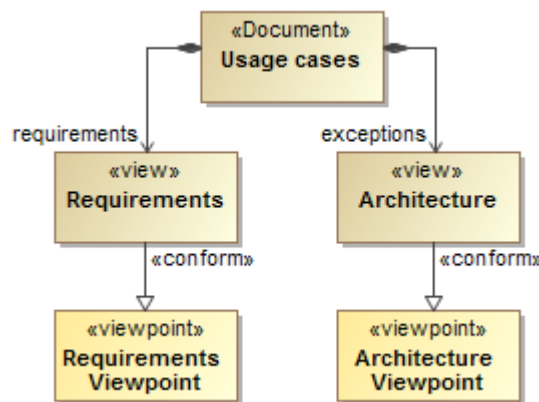 «Document»
Usage cases
requirements
exceptions
«view»
Requirements
«view»
Architecture
«conform»
«conform»
«viewpoint»
Requirements
Viewpoint
«viewpoint»
Architecture
Viewpoint